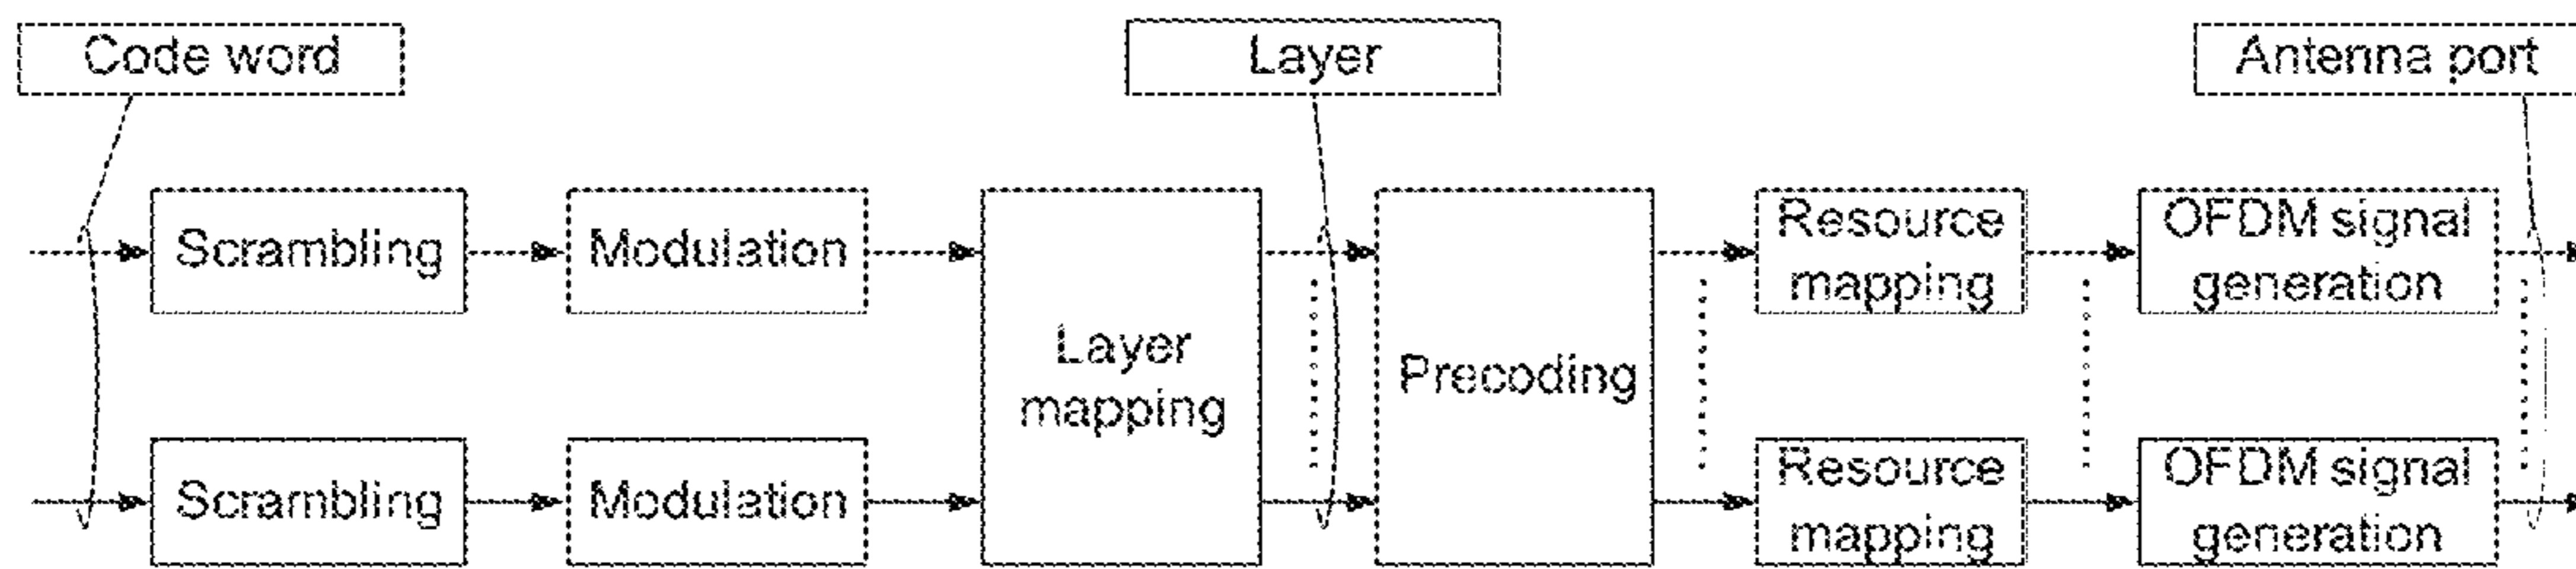 Code word
Layer
Antenna port
Scrambling
Modulation
Layer
mapping
Precoding
Resource
mapping
OFDM signal
generation
Scrambling
Modulation
Resource
mapping
OFDM signal
generation